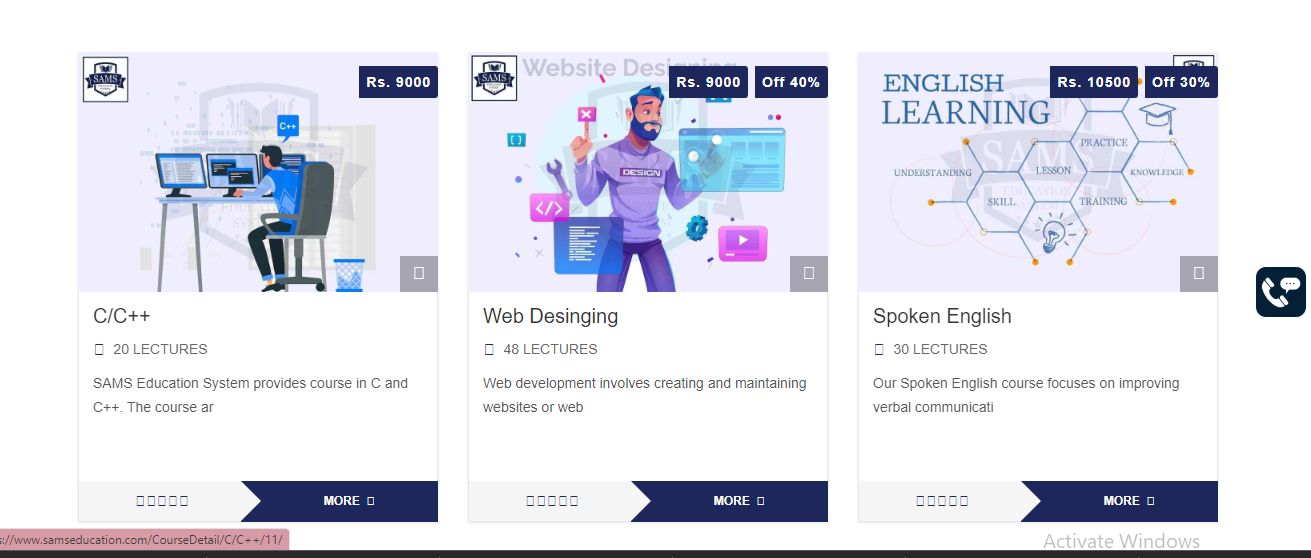 SAMS
Rs. 9000
C++
C/C++
20 LECTURES
SAMS Education System provides course in C and
C++. The course ar
MORE
SAMS
Website Designing
Rs. 9000
Off 40%
DESIGN
</>
Web Desinging
48 LECTURES
Web development involves creating and maintaining
websites or web
MORE
ENGLISH
LEARNING
Rs. 10500
Off 30%
PRACTICE
UNDERSTANDING
LESSON
KNOWLEDGE
SKILL
TRAINING
SAMS
EDUCATION
Spoken English
30 LECTURES
Our Spoken English course focuses on improving
verbal communicati
MORE
s://www.samseducation.com/CourseDetail/C/C++/11/
Activate Windows